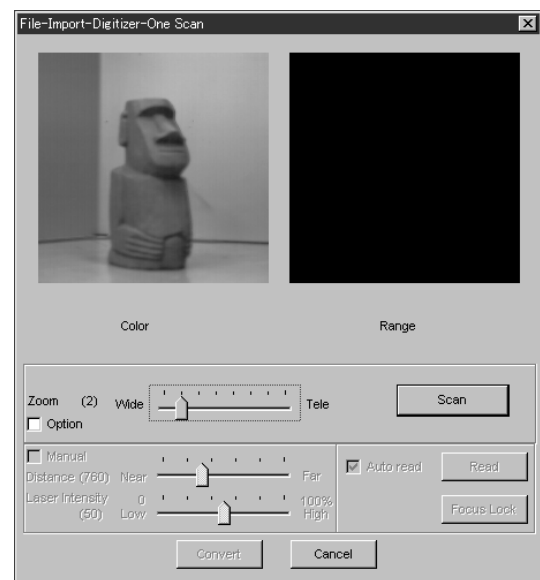 File-Import-Digitizer-One Scan
Color Range
Zoom (2) Wide Tele Scan
Option
Manual
Distance (760) Near Far Auto read Read
Laser Intensity 0 100%
(50) Low High Focus Lock
Convert Cancel